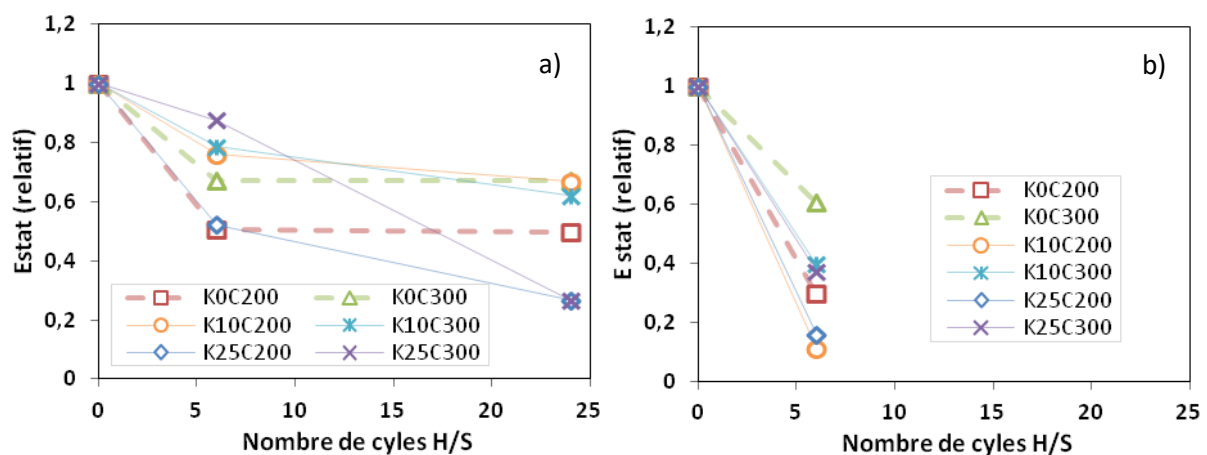 a)
1,2
1
0,8
0,6
0,4
0,2
0
Estat (relatif)
K0C200 K0C300
K10C200 K10C300
K25C200 K25C300
0 5 10 15 20 25
Nombre de cyles H/S
b)
1,2
1
0,8
0,6
0,4
0,2
0
E stat (relatif)
K0C200
K0C300
K10C200
K10C300
K25C200
K25C300
0 5 10 15 20 25
Nombre de cyles H/S